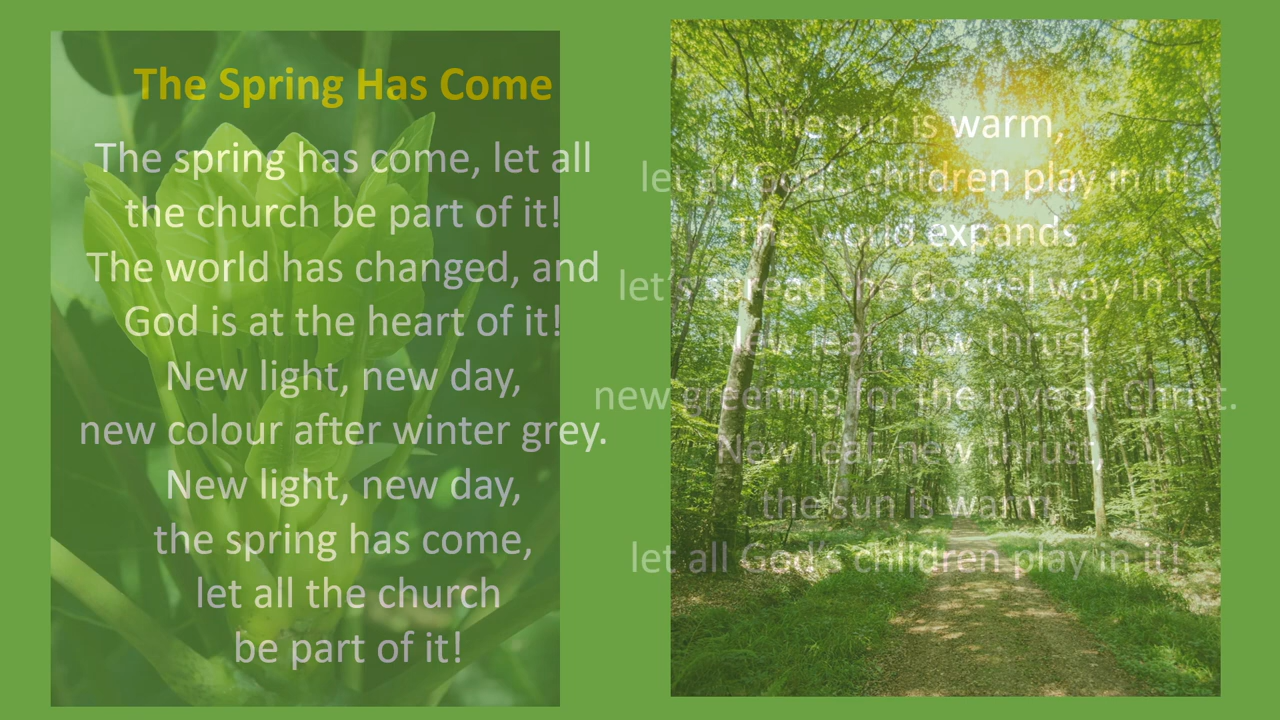 The Spring Has Come
The spring has come, let all
the church be part of it!
The world has changed, and
God is at the heart of it!
New light, new day,
new colour after winter grey.
New light, new day,
the spring has come,
let all the church
be part of it!
The sun is warm,
let all God's children play in it!
The world expands,
let's spread the Gospel way in it!
New leaf, new thrust,
new greening for the love of Christ.
New leaf, new thrust,
the sun is warm,
let all God's children play in it!